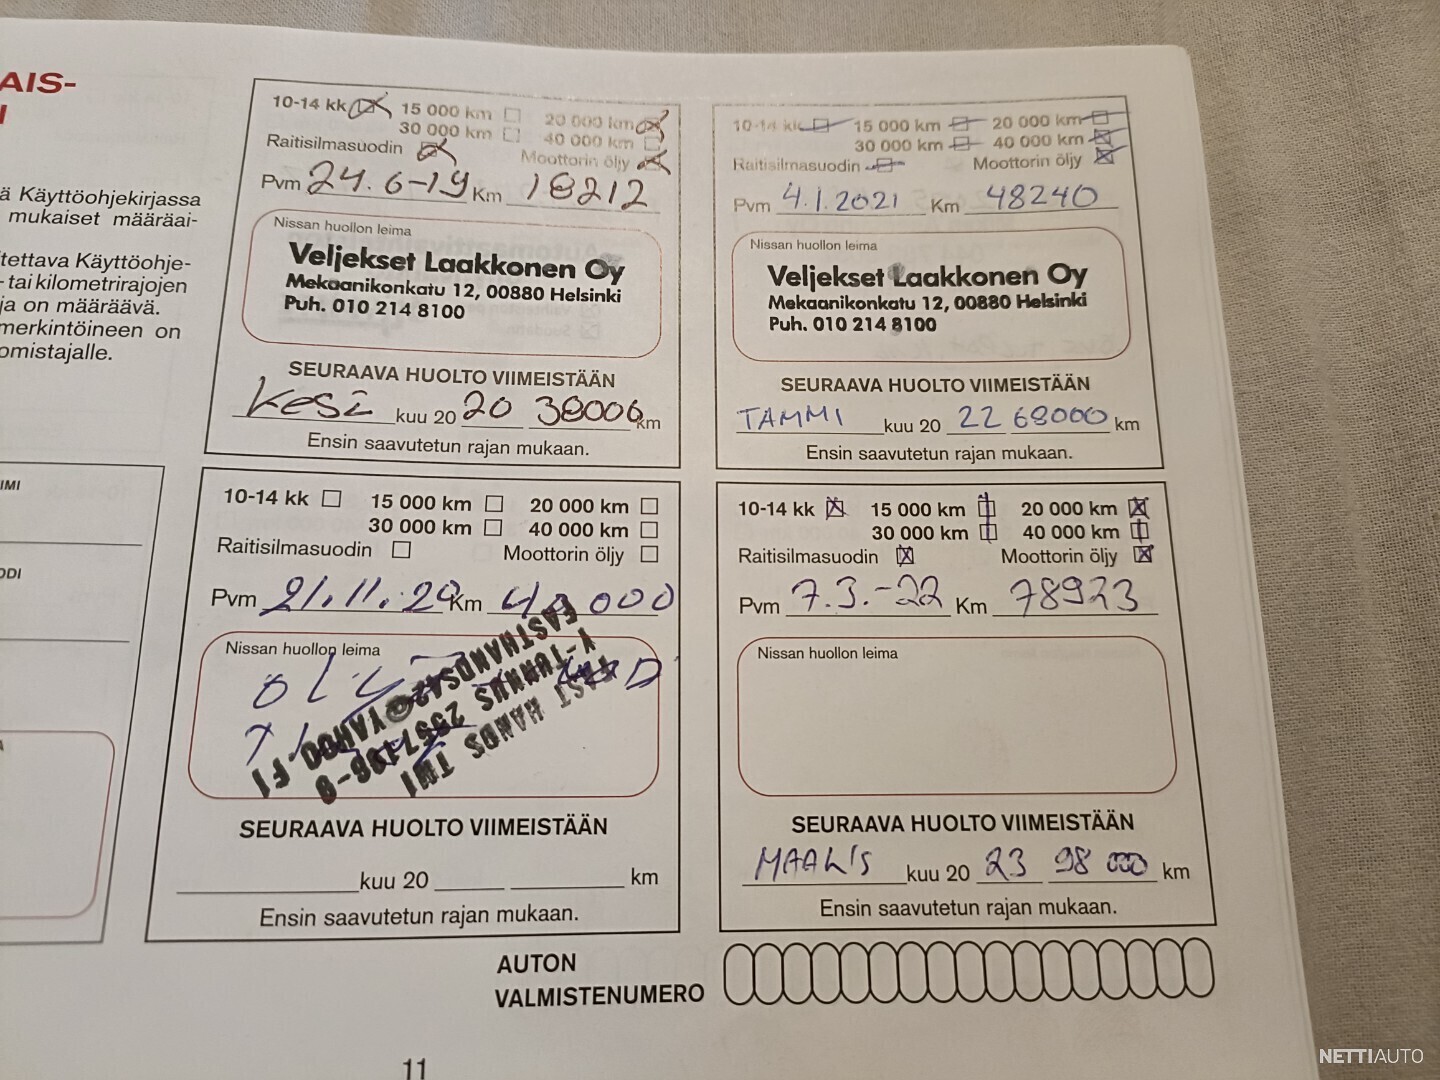 AIS-
I
ä Käyttöohjekirjassa
mukaiset määräai-
tettava Käyttöohje-
- tai kilometrirajojen
ja on määräävä.
merkintöineen on
omistajalle.
IMI
ODI
10-14 kk 15 000 km 20 000 km
30 000 km 40 000 km
Raitisilmasuodin Moottorin öljy
Pvm 24.6-19 Km 18212
Nissan huollon leima
Veljekset Laakkonen Oy
Mekaanikonkatu 12, 00880 Helsinki
Puh. 010 214 8100
SEURAAVA HUOLTO VIIMEISTÄÄN
Kesä kuu 20 20 38000 km
Ensin saavutetun rajan mukaan.
10-14 kk 15 000 km 20 000 km
30 000 km 40 000 km
Raitisilmasuodin Moottorin öljy
Pvm 4.1.2021 Km 48240
Nissan huollon leima
Veljekset Laakkonen Oy
Mekaanikonkatu 12, 00880 Helsinki
Puh. 010 214 8100
SEURAAVA HUOLTO VIIMEISTÄÄN
TAMMI kuu 20 22 68000 km
Ensin saavutetun rajan mukaan.
10-14 kk 15 000 km 20 000 km
30 000 km 40 000 km
Raitisilmasuodin Moottorin öljy
Pvm 21.11.20 Km
Nissan huollon leima
FAST HANDS TMI
Y-TUNNUS
SEURAAVA HUOLTO VIIMEISTÄÄN
kuu 20 km
Ensin saavutetun rajan mukaan.
10-14 kk 15 000 km 20 000 km
30 000 km 40 000 km
Raitisilmasuodin Moottorin öljy
Pvm 7.3.-22 Km 78923
Nissan huollon leima
SEURAAVA HUOLTO VIIMEISTÄÄN
MAALIS kuu 20 23 98 000 km
Ensin saavutetun rajan mukaan.
AUTON
VALMISTENUMERO
11
NETTIAUTO